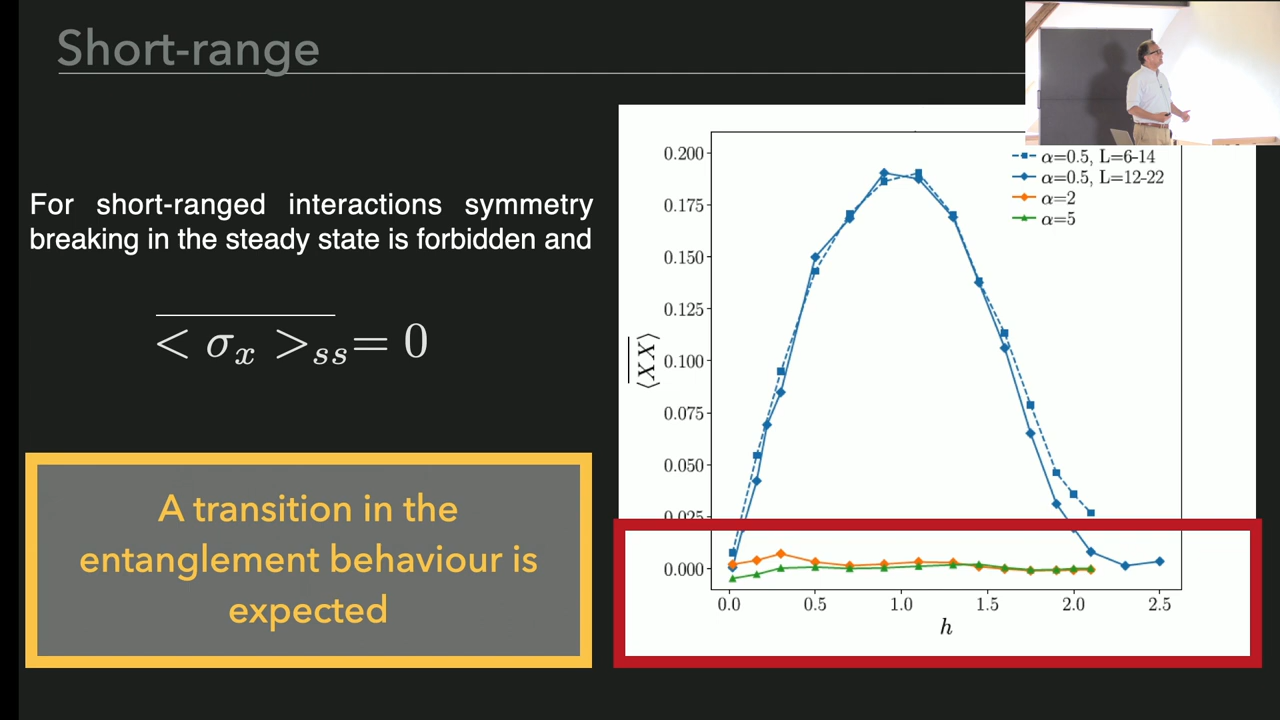 Short-range
For short-ranged interactions symmetry
breaking in the steady state is forbidden and
< σx >ss = 0
A transition in the
entanglement behaviour is
expected
α=0.5, L=6-14
α=0.5, L=12-22
α=2
α=5
⟨XX⟩
0.200
0.175
0.150
0.125
0.100
0.075
0.050
0.025
0.000
0.0 0.5 1.0 1.5 2.0 2.5
h